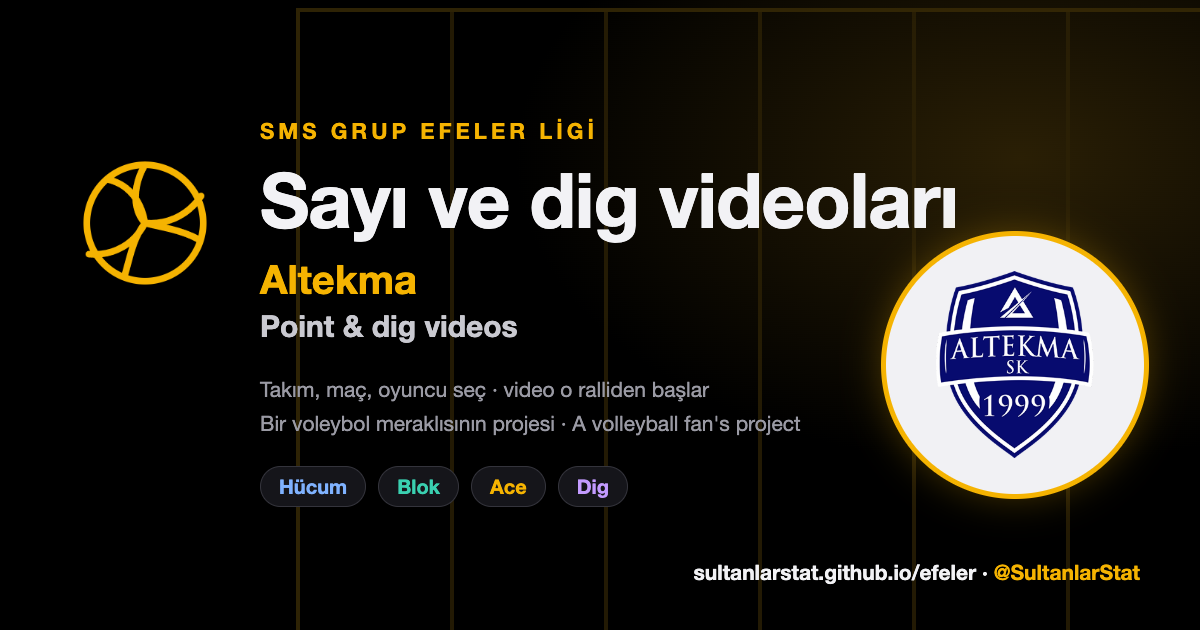 SMS GRUP EFELER LİGİ
Sayı ve dig videoları
Altekma
Point & dig videos
Takım, maç, oyuncu seç · video o ralliden başlar
Bir voleybol meraklısının projesi · A volleyball fan's project
Hücum Blok Ace Dig
ALTEKMA
SK
1999
sultanlarstat.github.io/efeler · @SultanlarStat